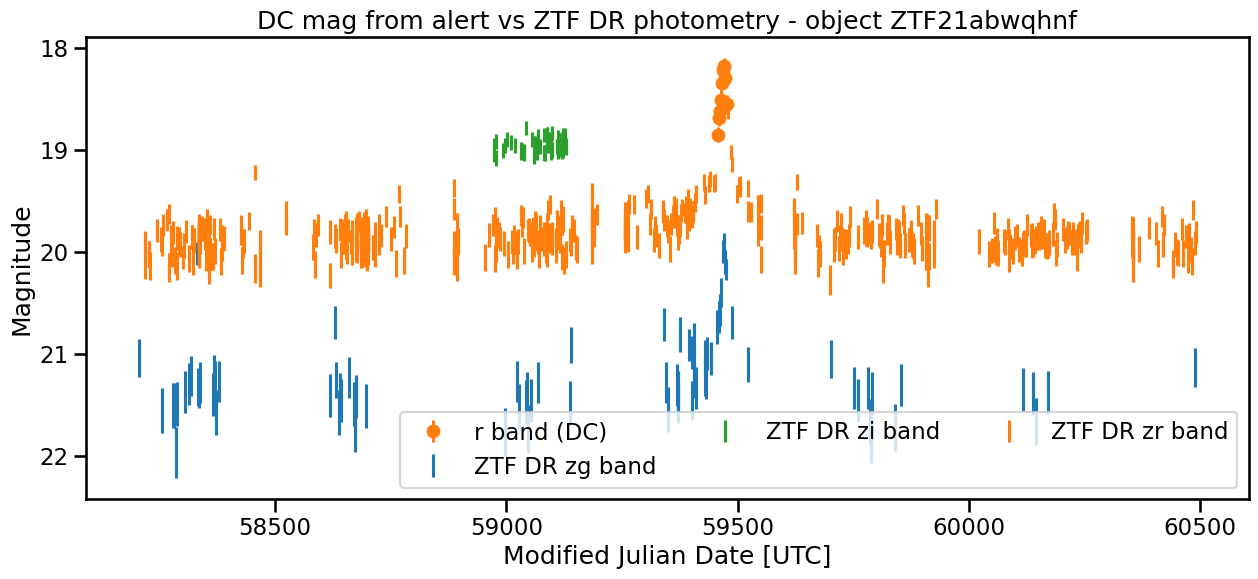 DC mag from alert vs ZTF DR photometry - object ZTF21abwqhnf
Magnitude
18
19
20
21
22
r band (DC)
ZTF DR zg band
ZTF DR zi band
ZTF DR zr band
58500
59000
59500
60000
60500
Modified Julian Date [UTC]